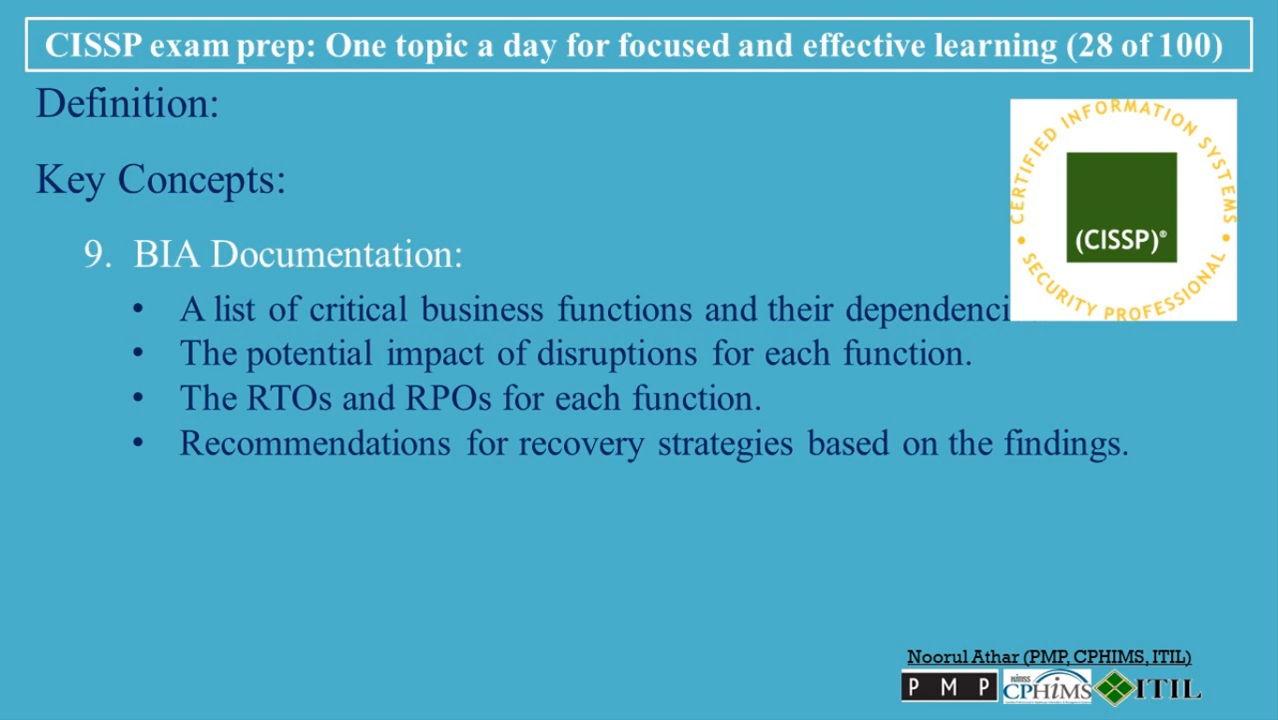 CISSP exam prep: One topic a day for focused and effective learning (28 of 100)
Definition:
Key Concepts:
CERTIFIED INFORMATION SYSTEMS
(CISSP)®
• SECURITY PROFESSIONAL •
9. BIA Documentation:
• A list of critical business functions and their
• The potential impact of disruptions for each function.
• The RTOs and RPOs for each function.
• Recommendations for recovery strategies based on the findings.
Noorul Athar (PMP, CPHIMS, ITIL)
PMP
HIMSS
CPHIMS
ITIL